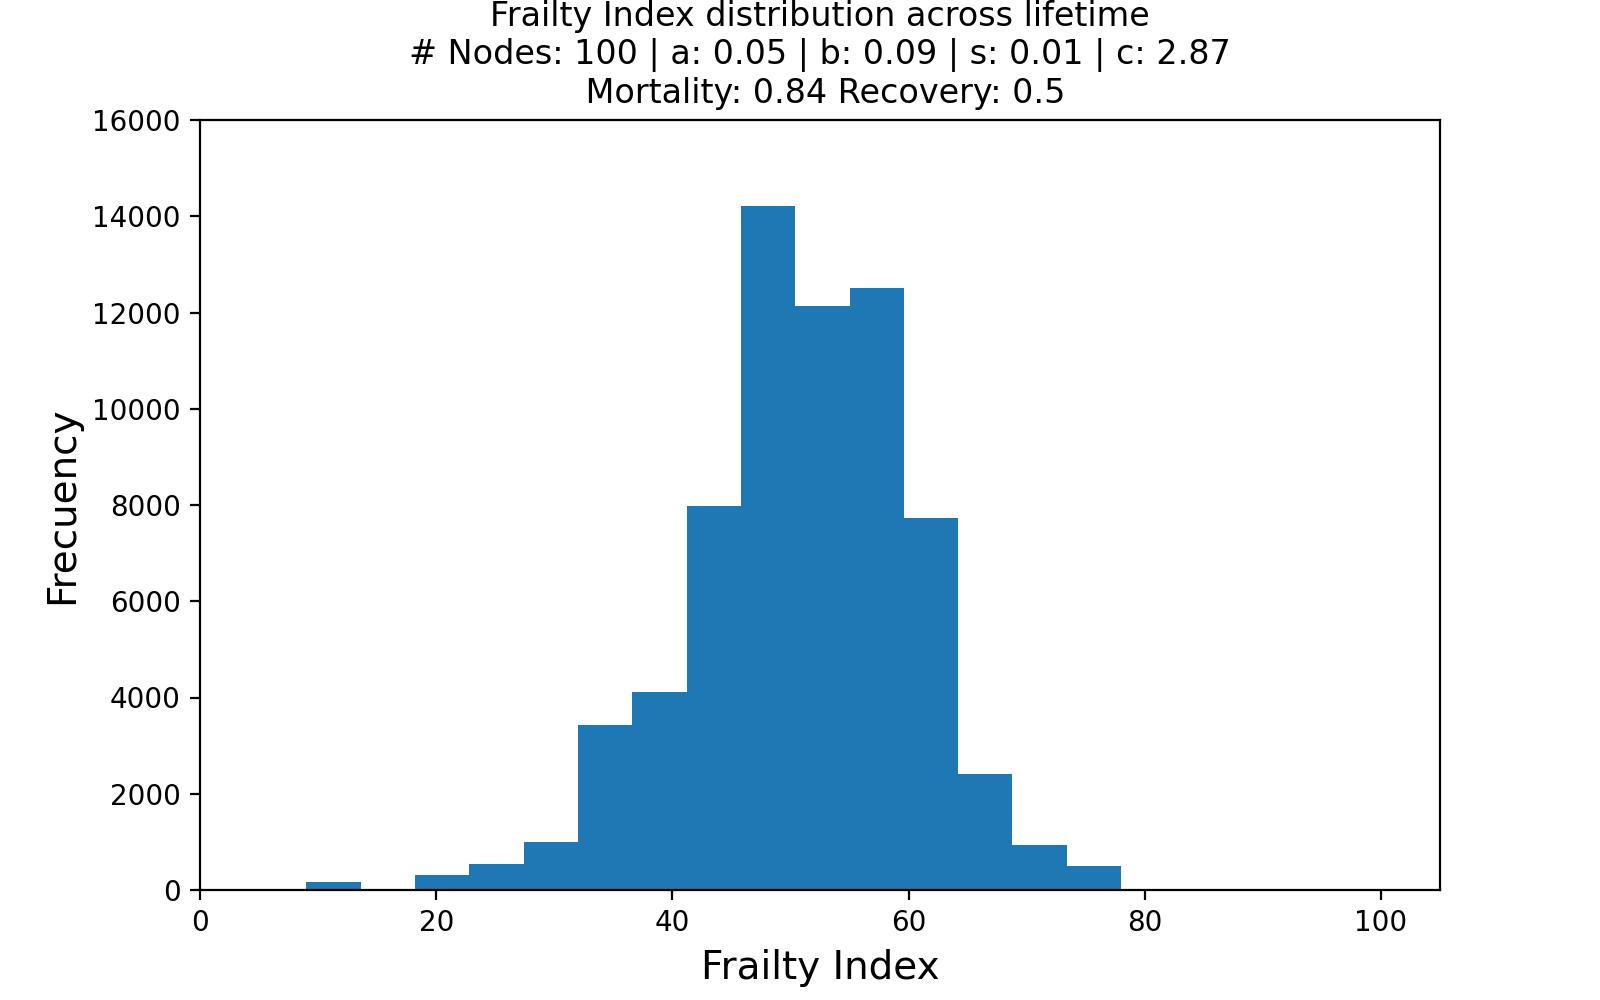 Frailty Index distribution across lifetime
# Nodes: 100 | a: 0.05 | b: 0.09 | s: 0.01 | c: 2.87
Mortality: 0.84 Recovery: 0.5
16000
14000
12000
10000
8000
6000
4000
2000
0
Frecuency
0 20 40 60 80 100
Frailty Index